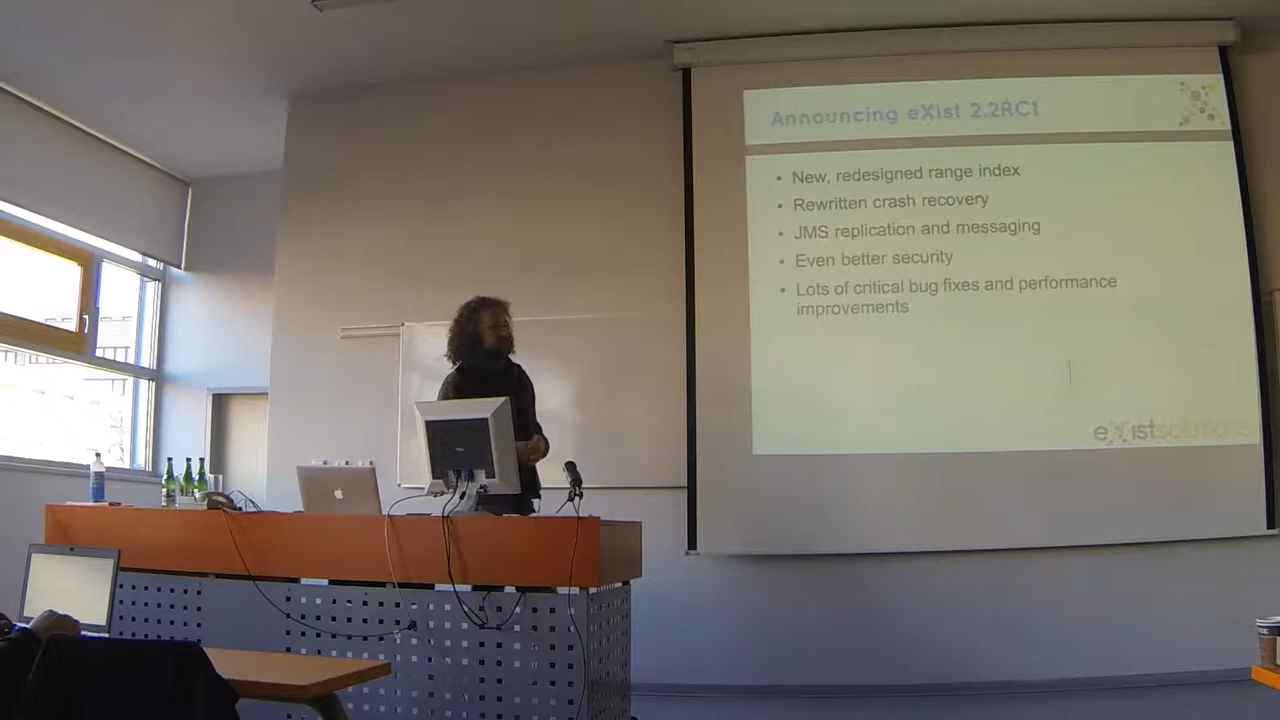 Announcing eXist 2.2RC1
• New, redesigned range index
• Rewritten crash recovery
• JMS replication and messaging
• Even better security
• Lots of critical bug fixes and performance
improvements
eXistsolutions